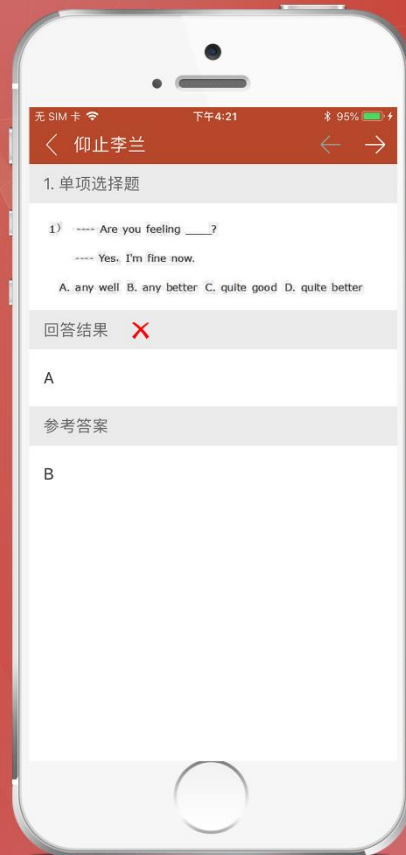 无 SIM 卡 下午4:21 95%
仰止李兰
1. 单项选择题
1） ---- Are you feeling ____?
---- Yes, I'm fine now.
A. any well B. any better C. quite good D. quite better
回答结果
A
参考答案
B